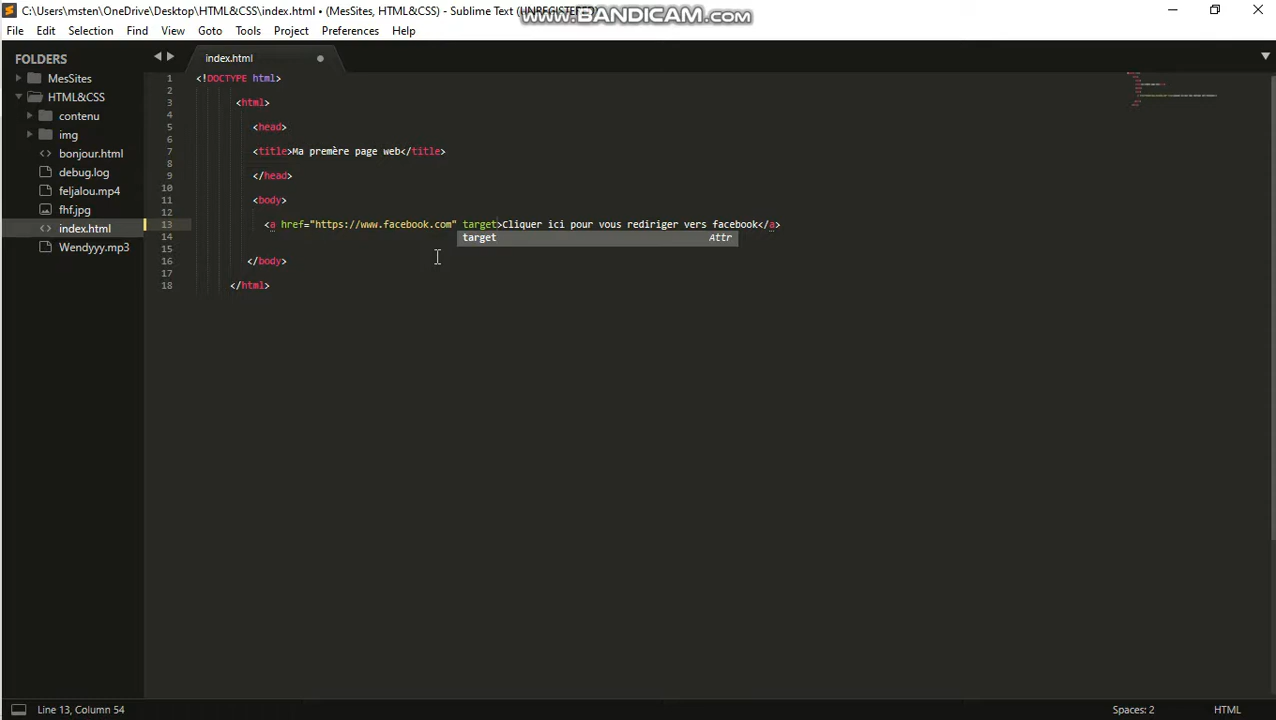 C:\Users\msten\OneDrive\Desktop\HTML&CSS\index.html • (MesSites, HTML&CSS) - Sublime Text (UNREGISTERED)
www.BANDICAM.com
File Edit Selection Find View Goto Tools Project Preferences Help
FOLDERS
MesSites
HTML&CSS
contenu
img
bonjour.html
debug.log
feljalou.mp4
fhf.jpg
index.html
Wendyyy.mp3
index.html
1 <!DOCTYPE html>
2
3 <html>
4
5 <head>
6
7 <title>Ma premère page web</title>
8
9 </head>
10
11 <body>
12
13 <a href="https://www.facebook.com" target>Cliquer ici pour vous rediriger vers facebook</a>
target Attr
14
15
16 </body>
17
18 </html>
Line 13, Column 54
Spaces: 2
HTML